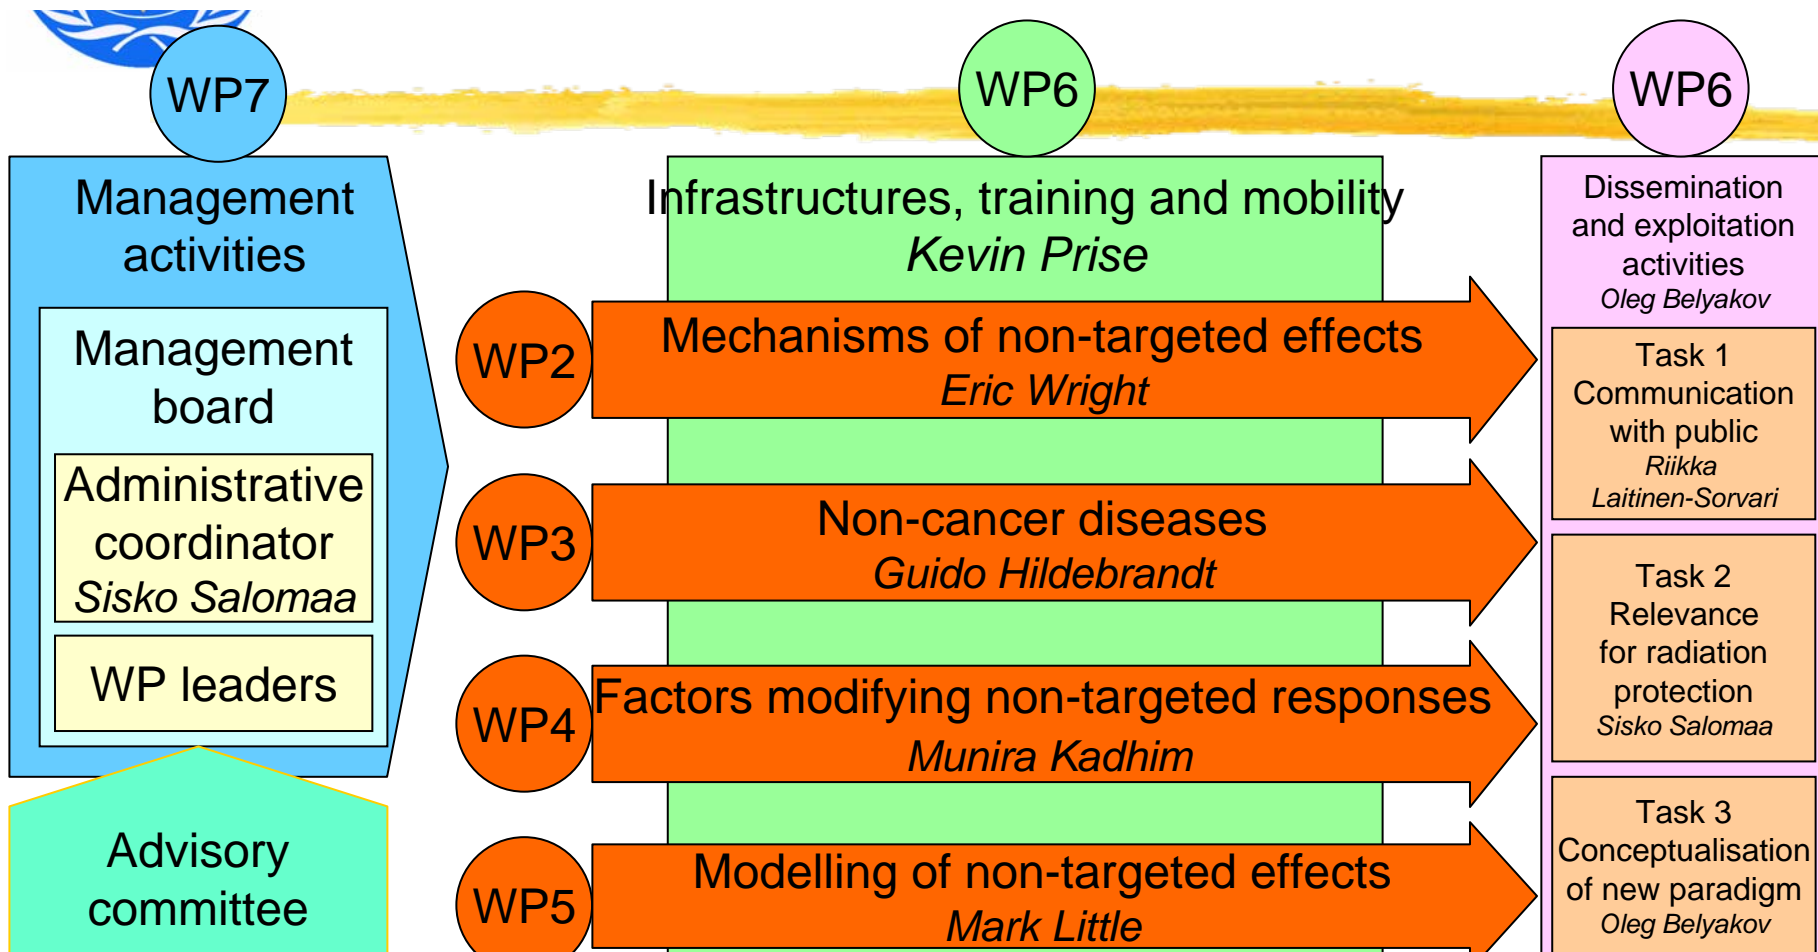 WP7
Management
activities
Management
board
Administrative
coordinator
Sisko Salomaa
WP leaders
Advisory
committee
WP6
Infrastructures, training and mobility
Kevin Prise
WP2
Mechanisms of non-targeted effects
Eric Wright
WP3
Non-cancer diseases
Guido Hildebrandt
WP4
Factors modifying non-targeted responses
Munira Kadhim
WP5
Modelling of non-targeted effects
Mark Little
WP6
Dissemination
and exploitation
activities
Oleg Belyakov
Task 1
Communication
with public
Riikka
Laitinen-Sorvari
Task 2
Relevance
for radiation
protection
Sisko Salomaa
Task 3
Conceptualisation
of new paradigm
Oleg Belyakov